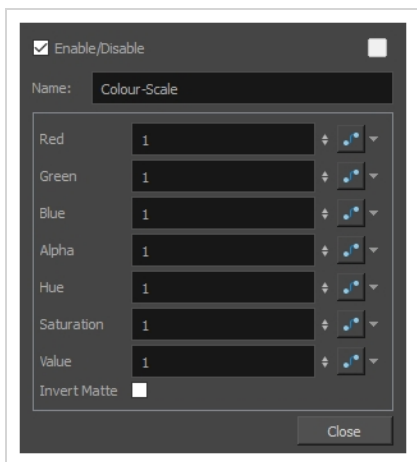 Enable/Disable
Name: Colour-Scale
Red 1
Green 1
Blue 1
Alpha 1
Hue 1
Saturation 1
Value 1
Invert Matte
Close